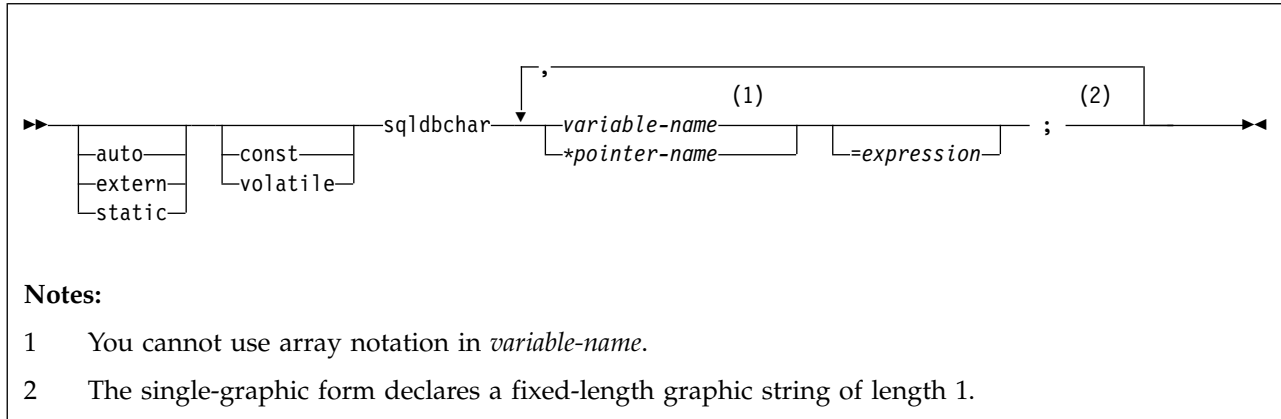 ,
(1) (2)
sqldbchar variable-name ;
auto const *pointer-name =expression
extern volatile
static
Notes:
1 You cannot use array notation in variable-name.
2 The single-graphic form declares a fixed-length graphic string of length 1.